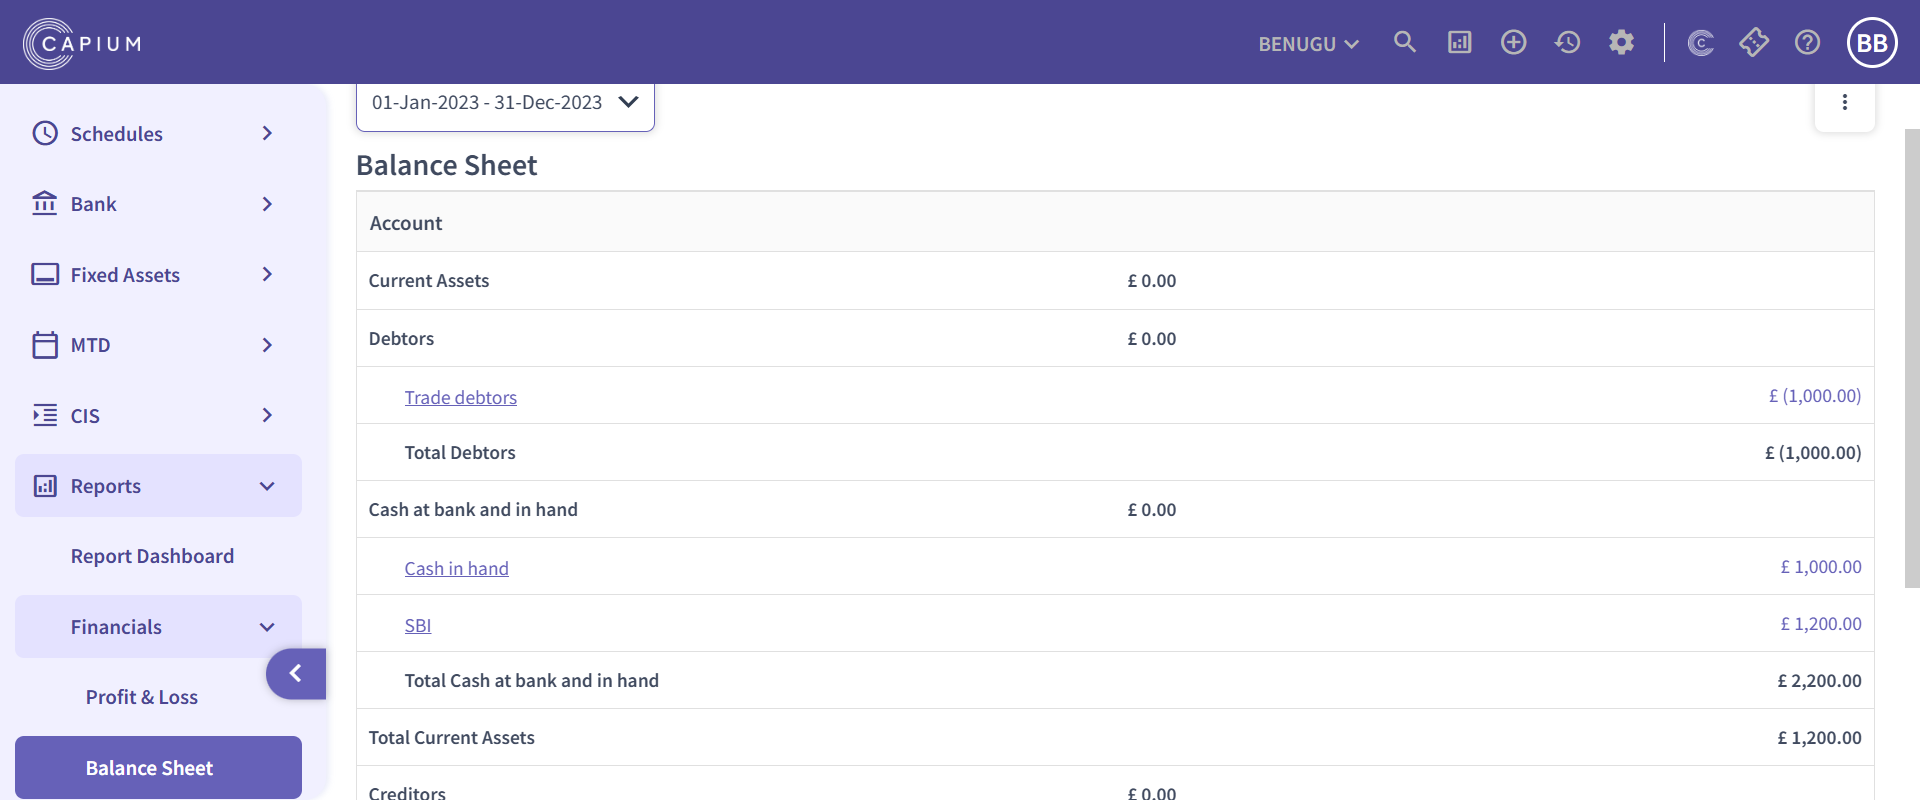 CAPIUM
BENUGU
C
BB
01-Jan-2023 - 31-Dec-2023
Schedules
Bank
Fixed Assets
MTD
CIS
Reports
Report Dashboard
Financials
Profit & Loss
Balance Sheet
Balance Sheet
Account
Current Assets £ 0.00
Debtors £ 0.00
Trade debtors £ (1,000.00)
Total Debtors £ (1,000.00)
Cash at bank and in hand £ 0.00
Cash in hand £ 1,000.00
SBI £ 1,200.00
Total Cash at bank and in hand £ 2,200.00
Total Current Assets £ 1,200.00
Creditors £ 0.00